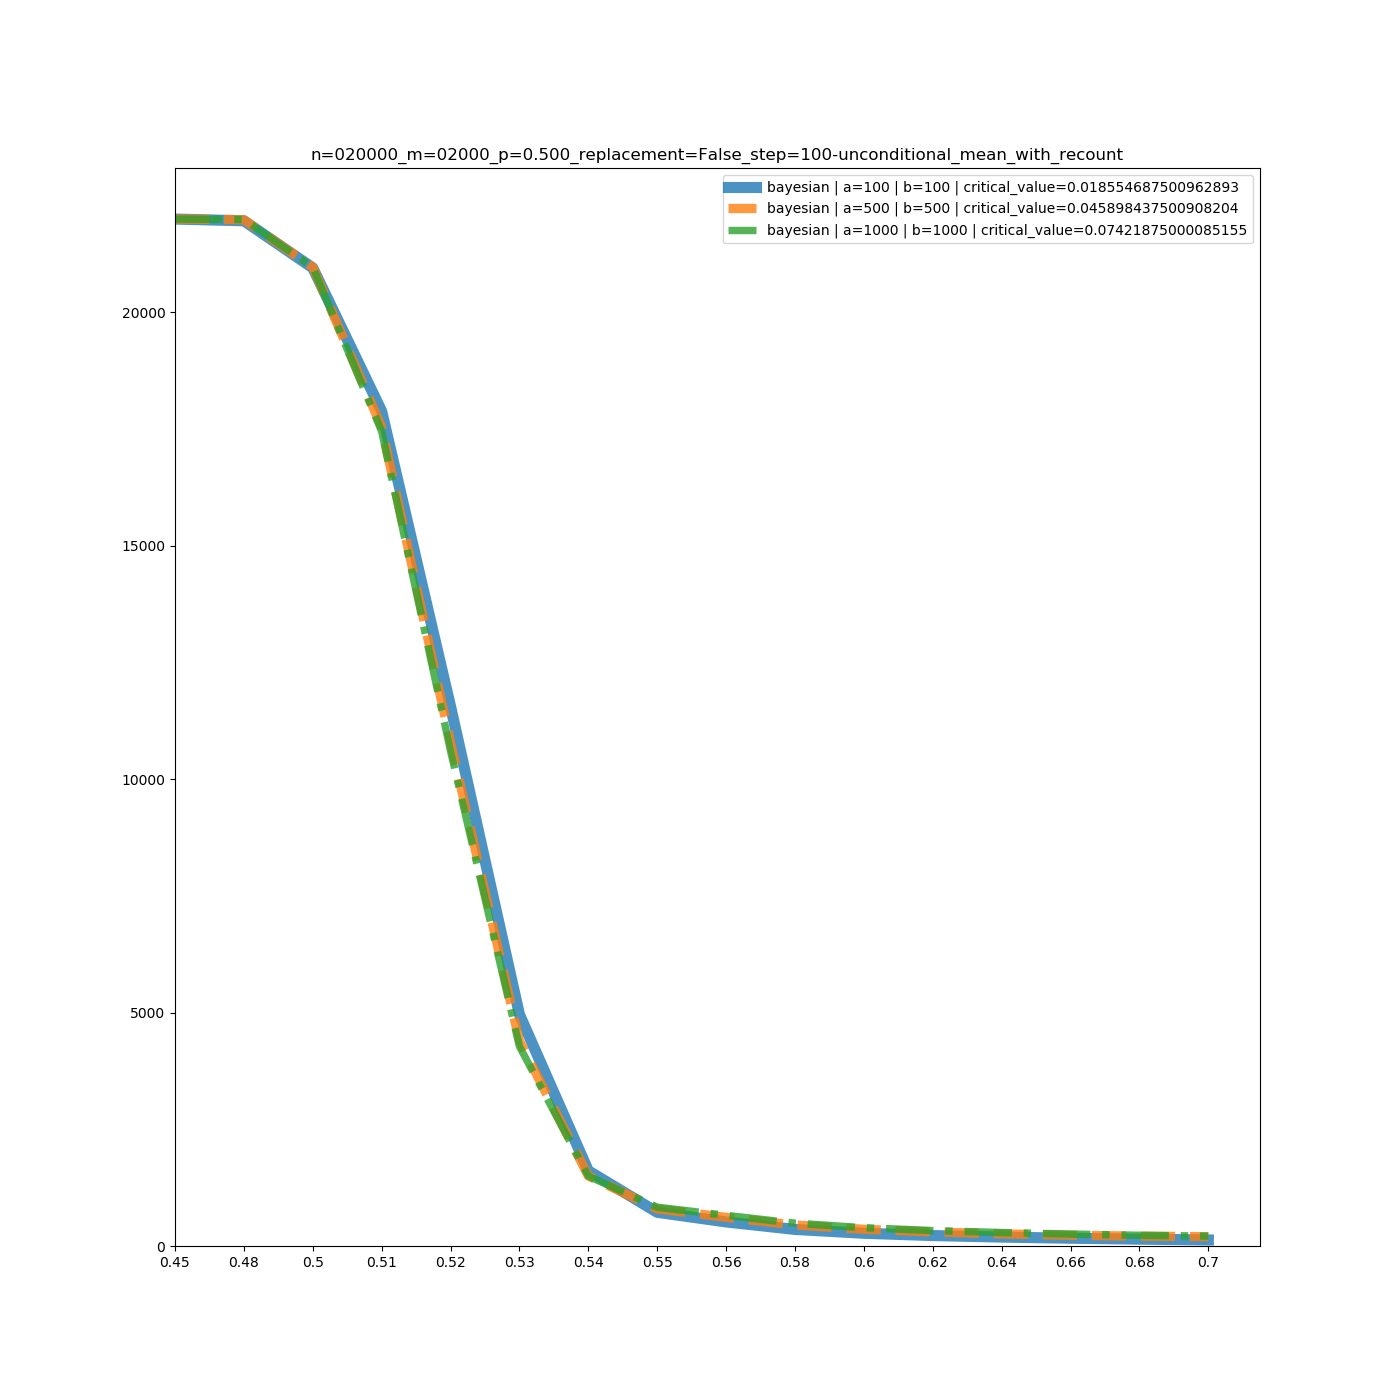 n=020000_m=02000_p=0.500_replacement=False_step=100-unconditional_mean_with_recount
bayesian | a=100 | b=100 | critical_value=0.018554687500962893
bayesian | a=500 | b=500 | critical_value=0.045898437500908204
bayesian | a=1000 | b=1000 | critical_value=0.07421875000085155
20000
15000
10000
5000
0
0.45 0.48 0.5 0.51 0.52 0.53 0.54 0.55 0.56 0.58 0.6 0.62 0.64 0.66 0.68 0.7